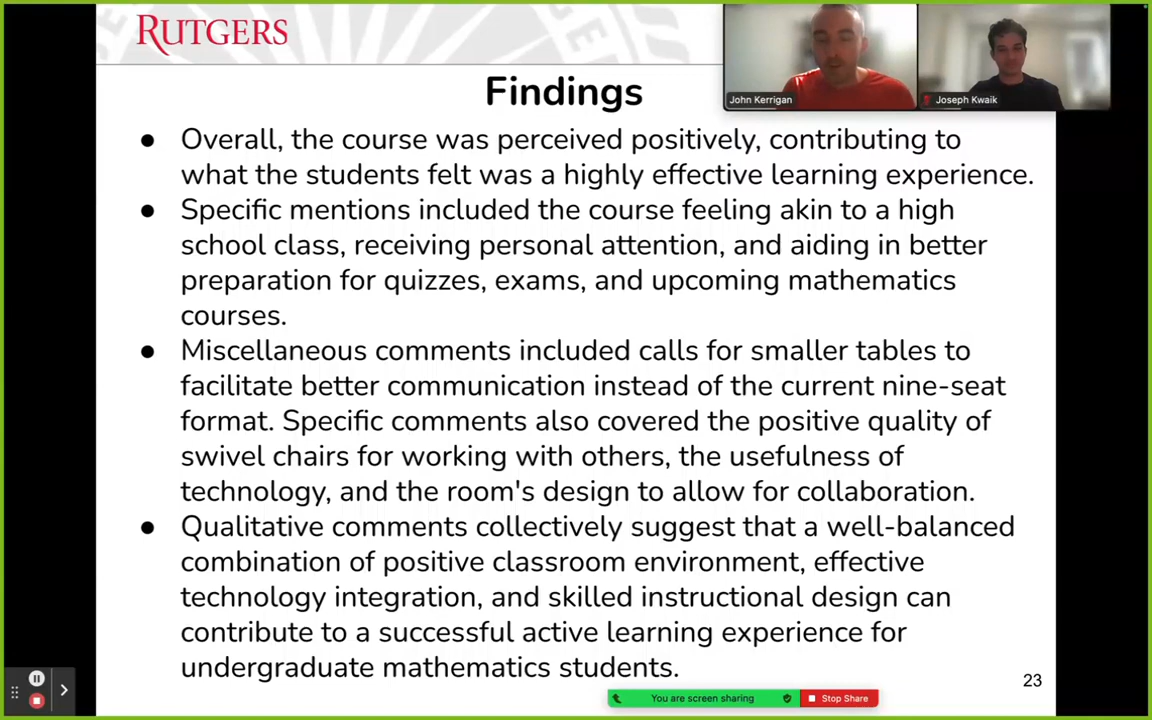 RUTGERS
John Kerrigan
Joseph Kwaik
Findings
● Overall, the course was perceived positively, contributing to
what the students felt was a highly effective learning experience.
● Specific mentions included the course feeling akin to a high
school class, receiving personal attention, and aiding in better
preparation for quizzes, exams, and upcoming mathematics
courses.
● Miscellaneous comments included calls for smaller tables to
facilitate better communication instead of the current nine-seat
format. Specific comments also covered the positive quality of
swivel chairs for working with others, the usefulness of
technology, and the room's design to allow for collaboration.
● Qualitative comments collectively suggest that a well-balanced
combination of positive classroom environment, effective
technology integration, and skilled instructional design can
contribute to a successful active learning experience for
undergraduate mathematics students.
23
You are screen sharing
Stop Share